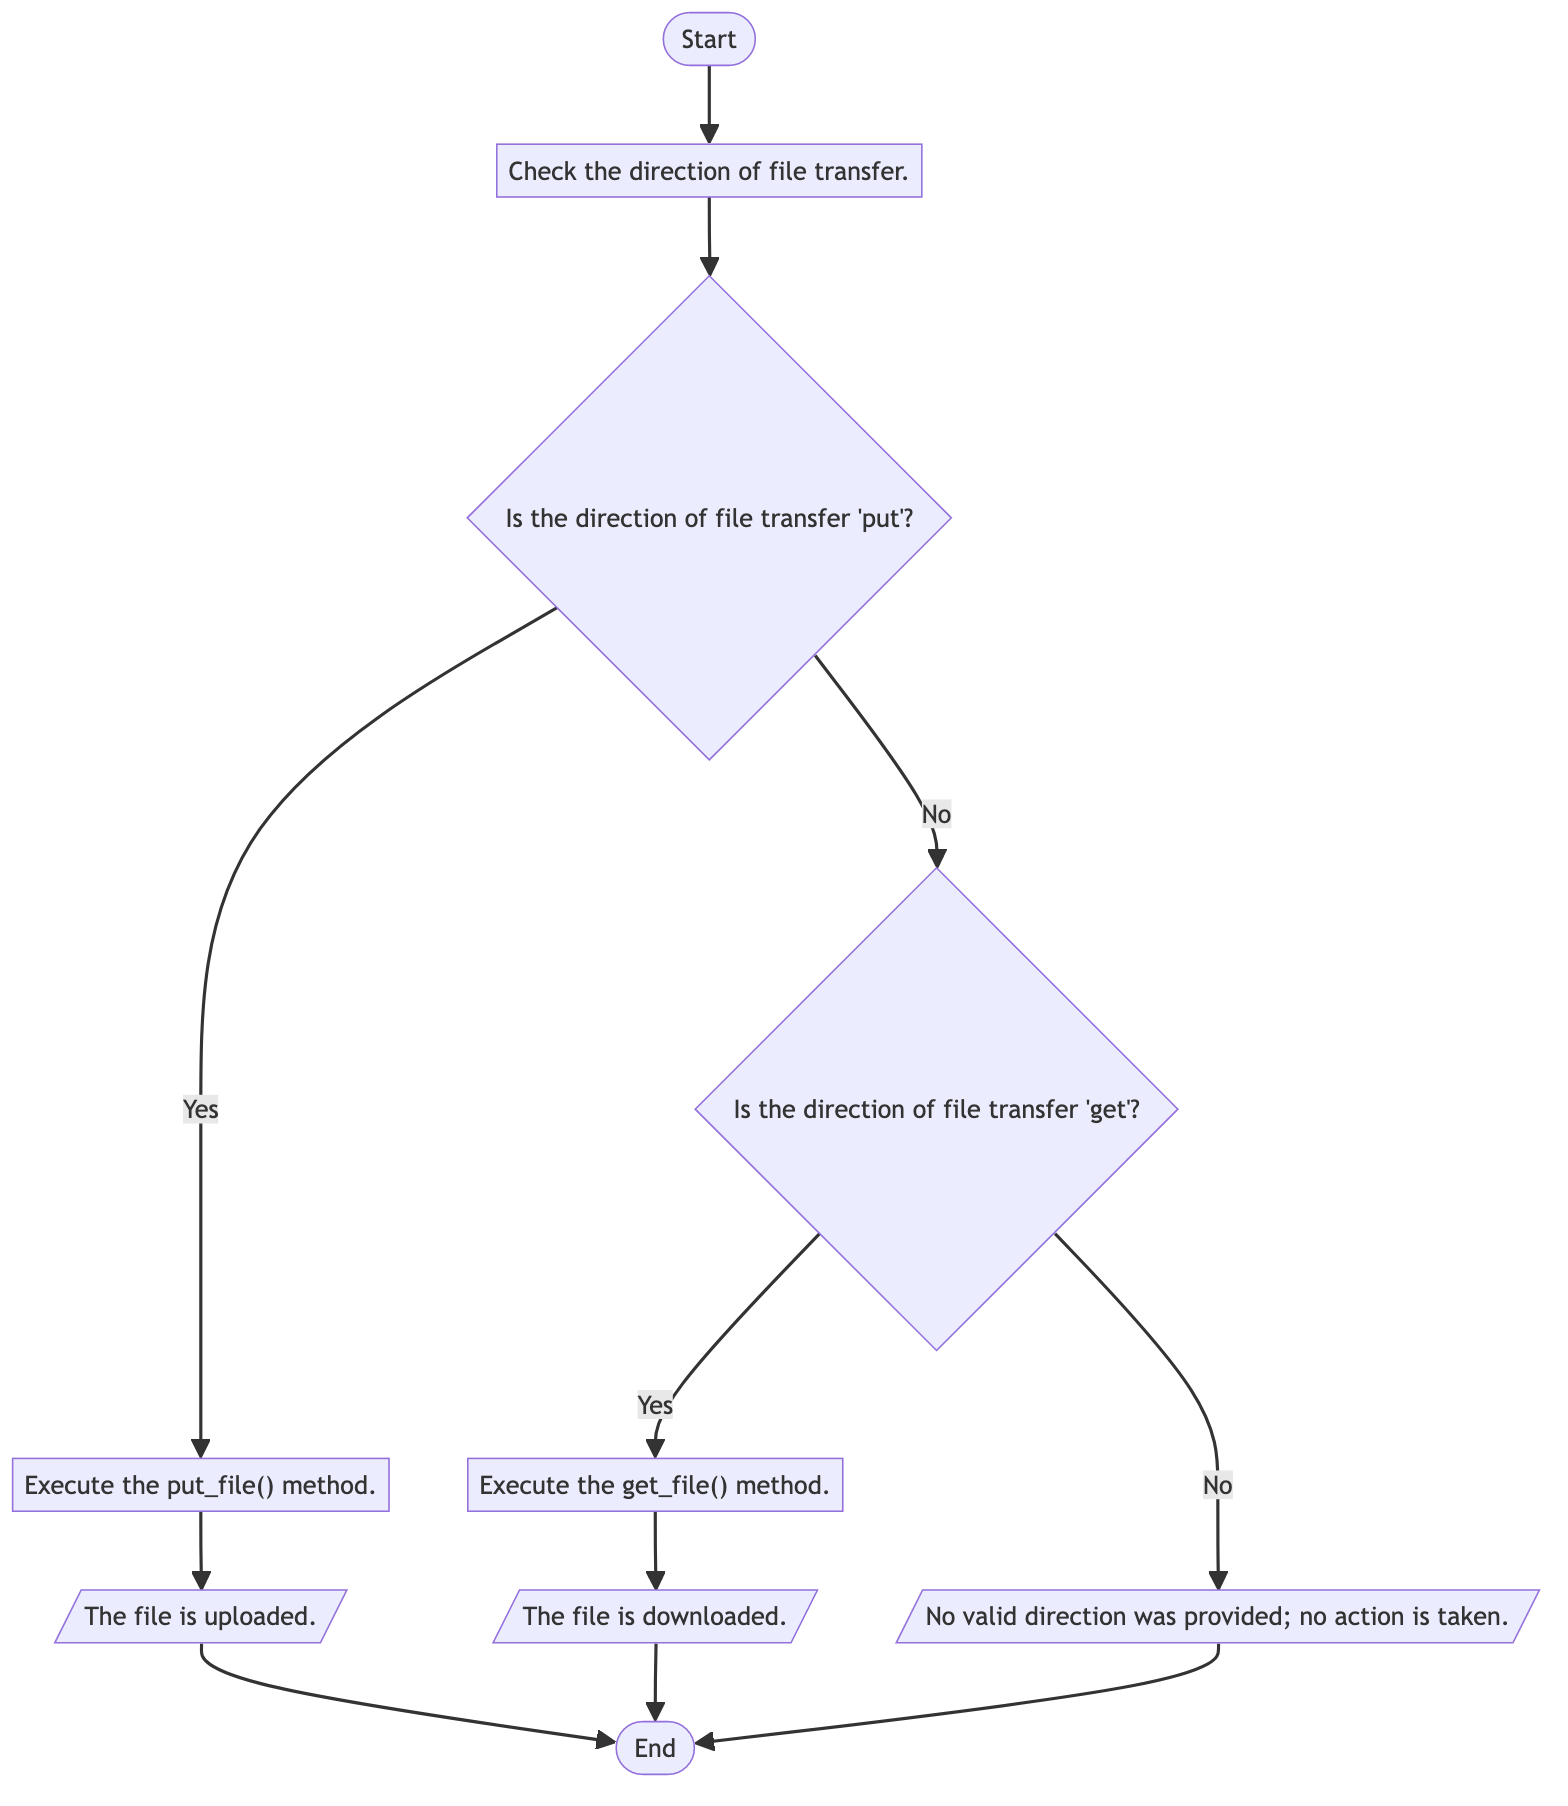 Start
Check the direction of file transfer.
Is the direction of file transfer 'put'?
No
Is the direction of file transfer 'get'?
Yes
Yes
No
Execute the put_file() method.
Execute the get_file() method.
The file is uploaded.
The file is downloaded.
No valid direction was provided; no action is taken.
End